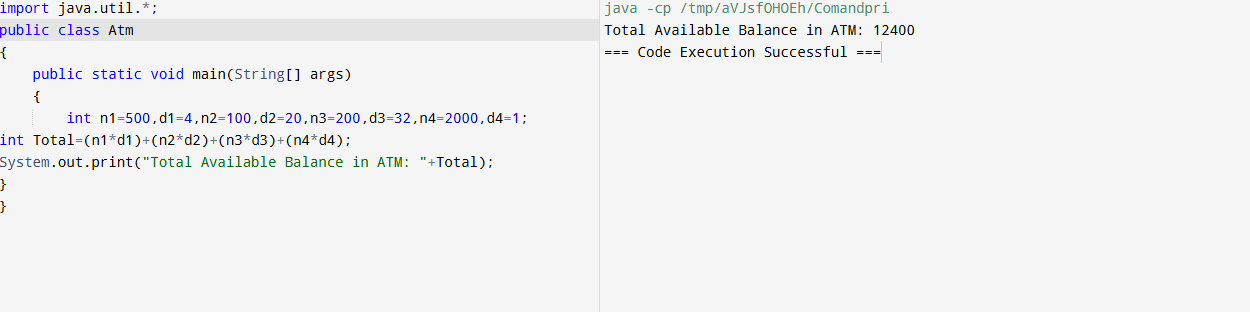 import java.util.*;
public class Atm
{
    public static void main(String[] args)
    {
        int n1=500,d1=4,n2=100,d2=20,n3=200,d3=32,n4=2000,d4=1;
int Total=(n1*d1)+(n2*d2)+(n3*d3)+(n4*d4);
System.out.print("Total Available Balance in ATM: "+Total);
}
}
java -cp /tmp/aVJsfOHOEh/Comandpri
Total Available Balance in ATM: 12400
=== Code Execution Successful ===